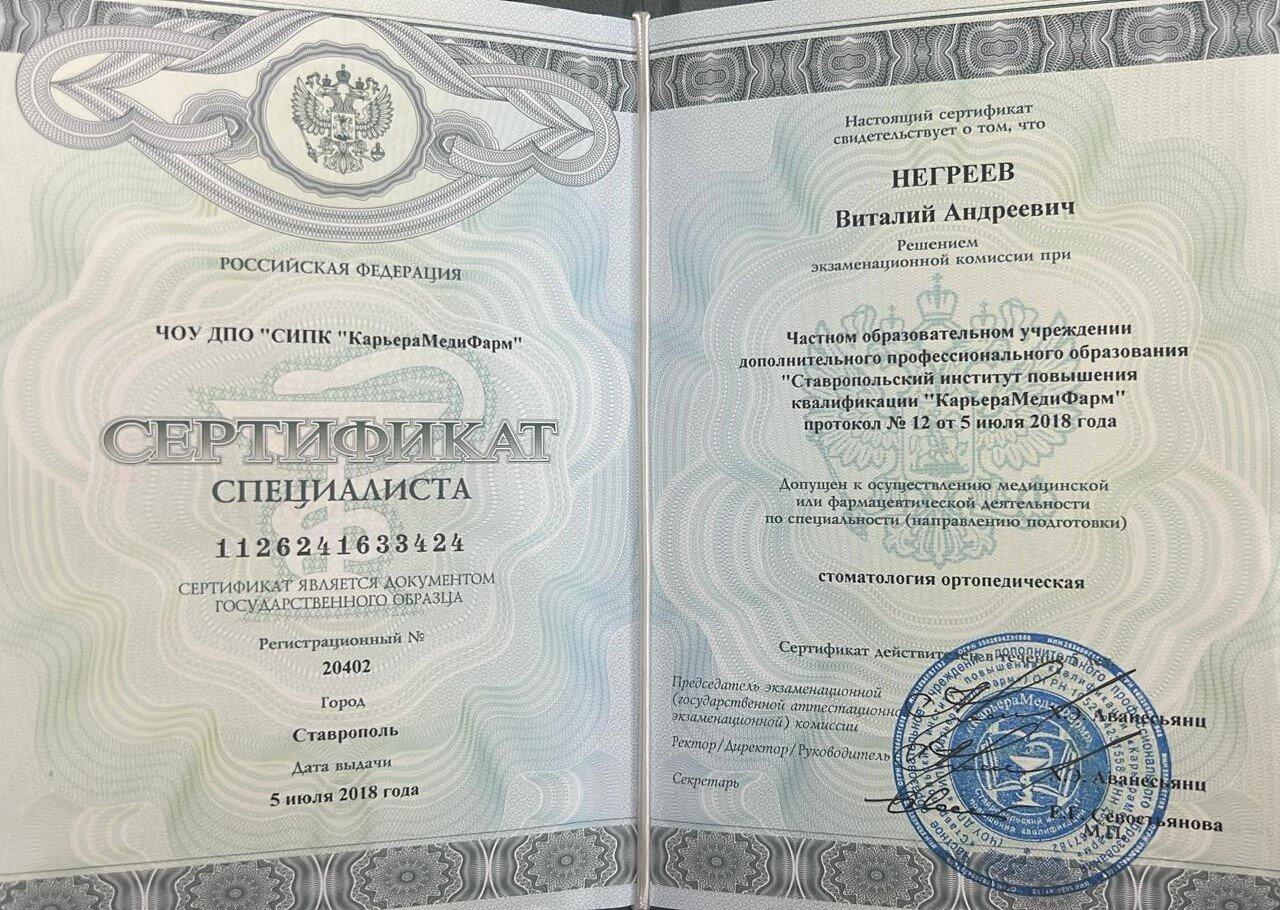 РОССИЙСКАЯ ФЕДЕРАЦИЯ
ЧОУ ДПО "СИПК "КарьераМедиФарм"
СЕРТИФИКАТ
СПЕЦИАЛИСТА
1126241633424
СЕРТИФИКАТ ЯВЛЯЕТСЯ ДОКУМЕНТОМ
ГОСУДАРСТВЕННОГО ОБРАЗЦА
Регистрационный №
20402
Город
Ставрополь
Дата выдачи
5 июля 2018 года
Настоящий сертификат
свидетельствует о том, что
НЕГРЕЕВ
Виталий Андреевич
Решением
экзаменационной комиссии при
Частном образовательном учреждении
дополнительного профессионального образования
"Ставропольский институт повышения
квалификации "КарьераМедиФарм"
протокол № 12 от 5 июля 2018 года
Допущен к осуществлению медицинской
или фармацевтической деятельности
по специальности (направлению подготовки)
стоматология ортопедическая
Сертификат действителен в течение 5 лет
Председатель экзаменационной
(государственной аттестационной
экзаменационной) комиссии
Аванесьянц
Ректор/Директор/Руководитель
Х.Э. Аванесьянц
Секретарь
Севостьянова
М.П.
КарьераМедиФарм